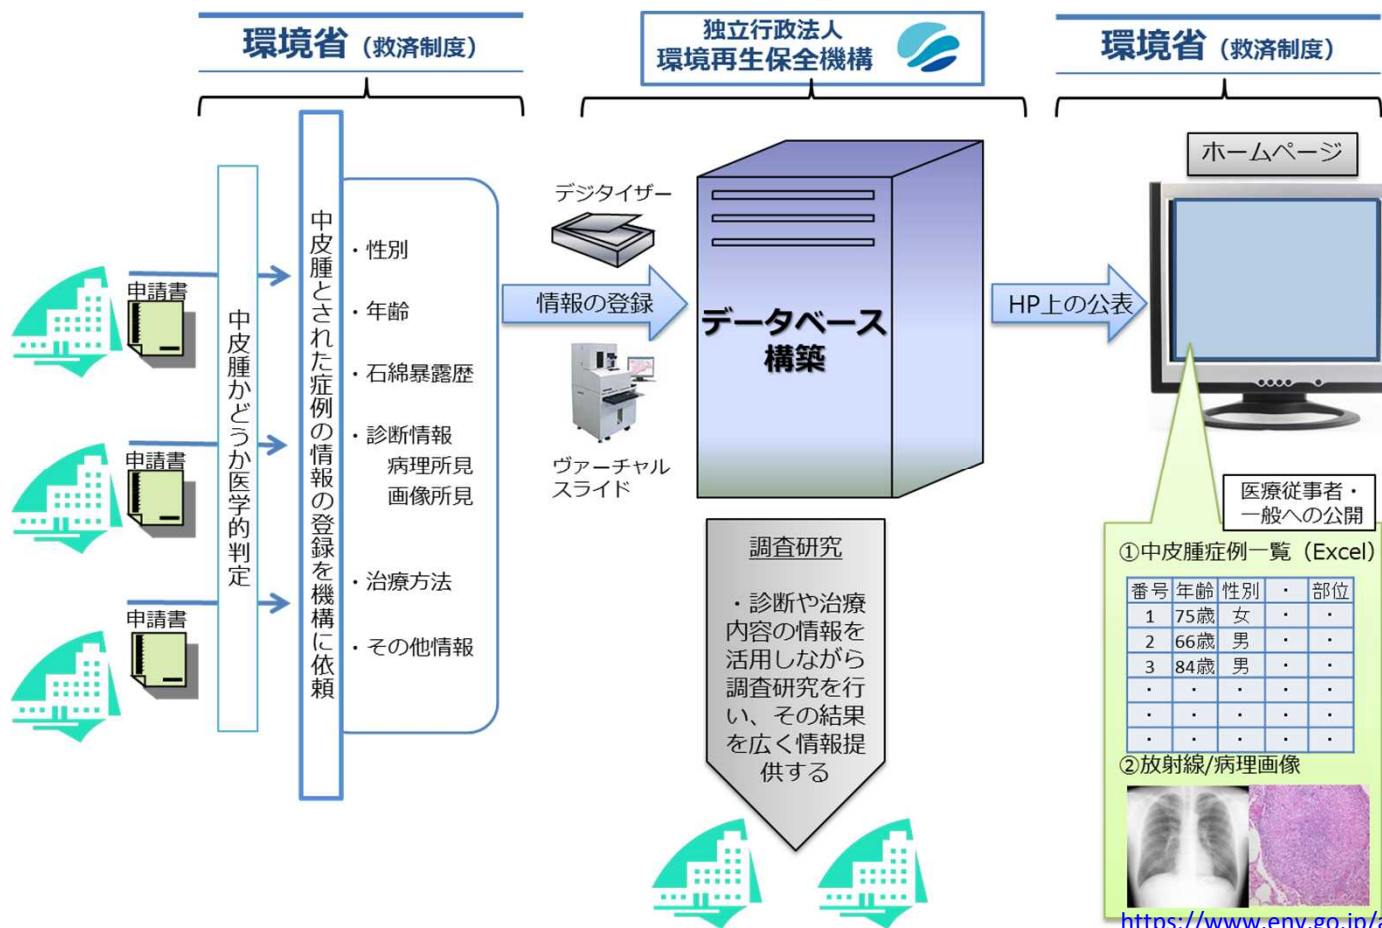 環境省（救済制度）
独立行政法人
環境再生保全機構
環境省（救済制度）
申請書
申請書
申請書
中皮腫かどうか医学的判定
中皮腫とされた症例の情報の登録を機構に依頼
・性別
・年齢
・石綿暴露歴
・診断情報
病理所見
画像所見
・治療方法
・その他情報
デジタイザー
情報の登録
ヴァーチャル
スライド
データベース
構築
調査研究
・診断や治療
内容の情報を
活用しながら
調査研究を行
い、その結果
を広く情報提
供する
HP上の公表
ホームページ
医療従事者・
一般への公開
①中皮腫症例一覧（Excel）
番号 年齢 性別 ・ 部位
1 75歳 女 ・ ・
2 66歳 男 ・ ・
3 84歳 男 ・ ・
・ ・ ・ ・ ・
・ ・ ・ ・ ・
・ ・ ・ ・ ・
②放射線/病理画像
https://www.env.go.jp/a